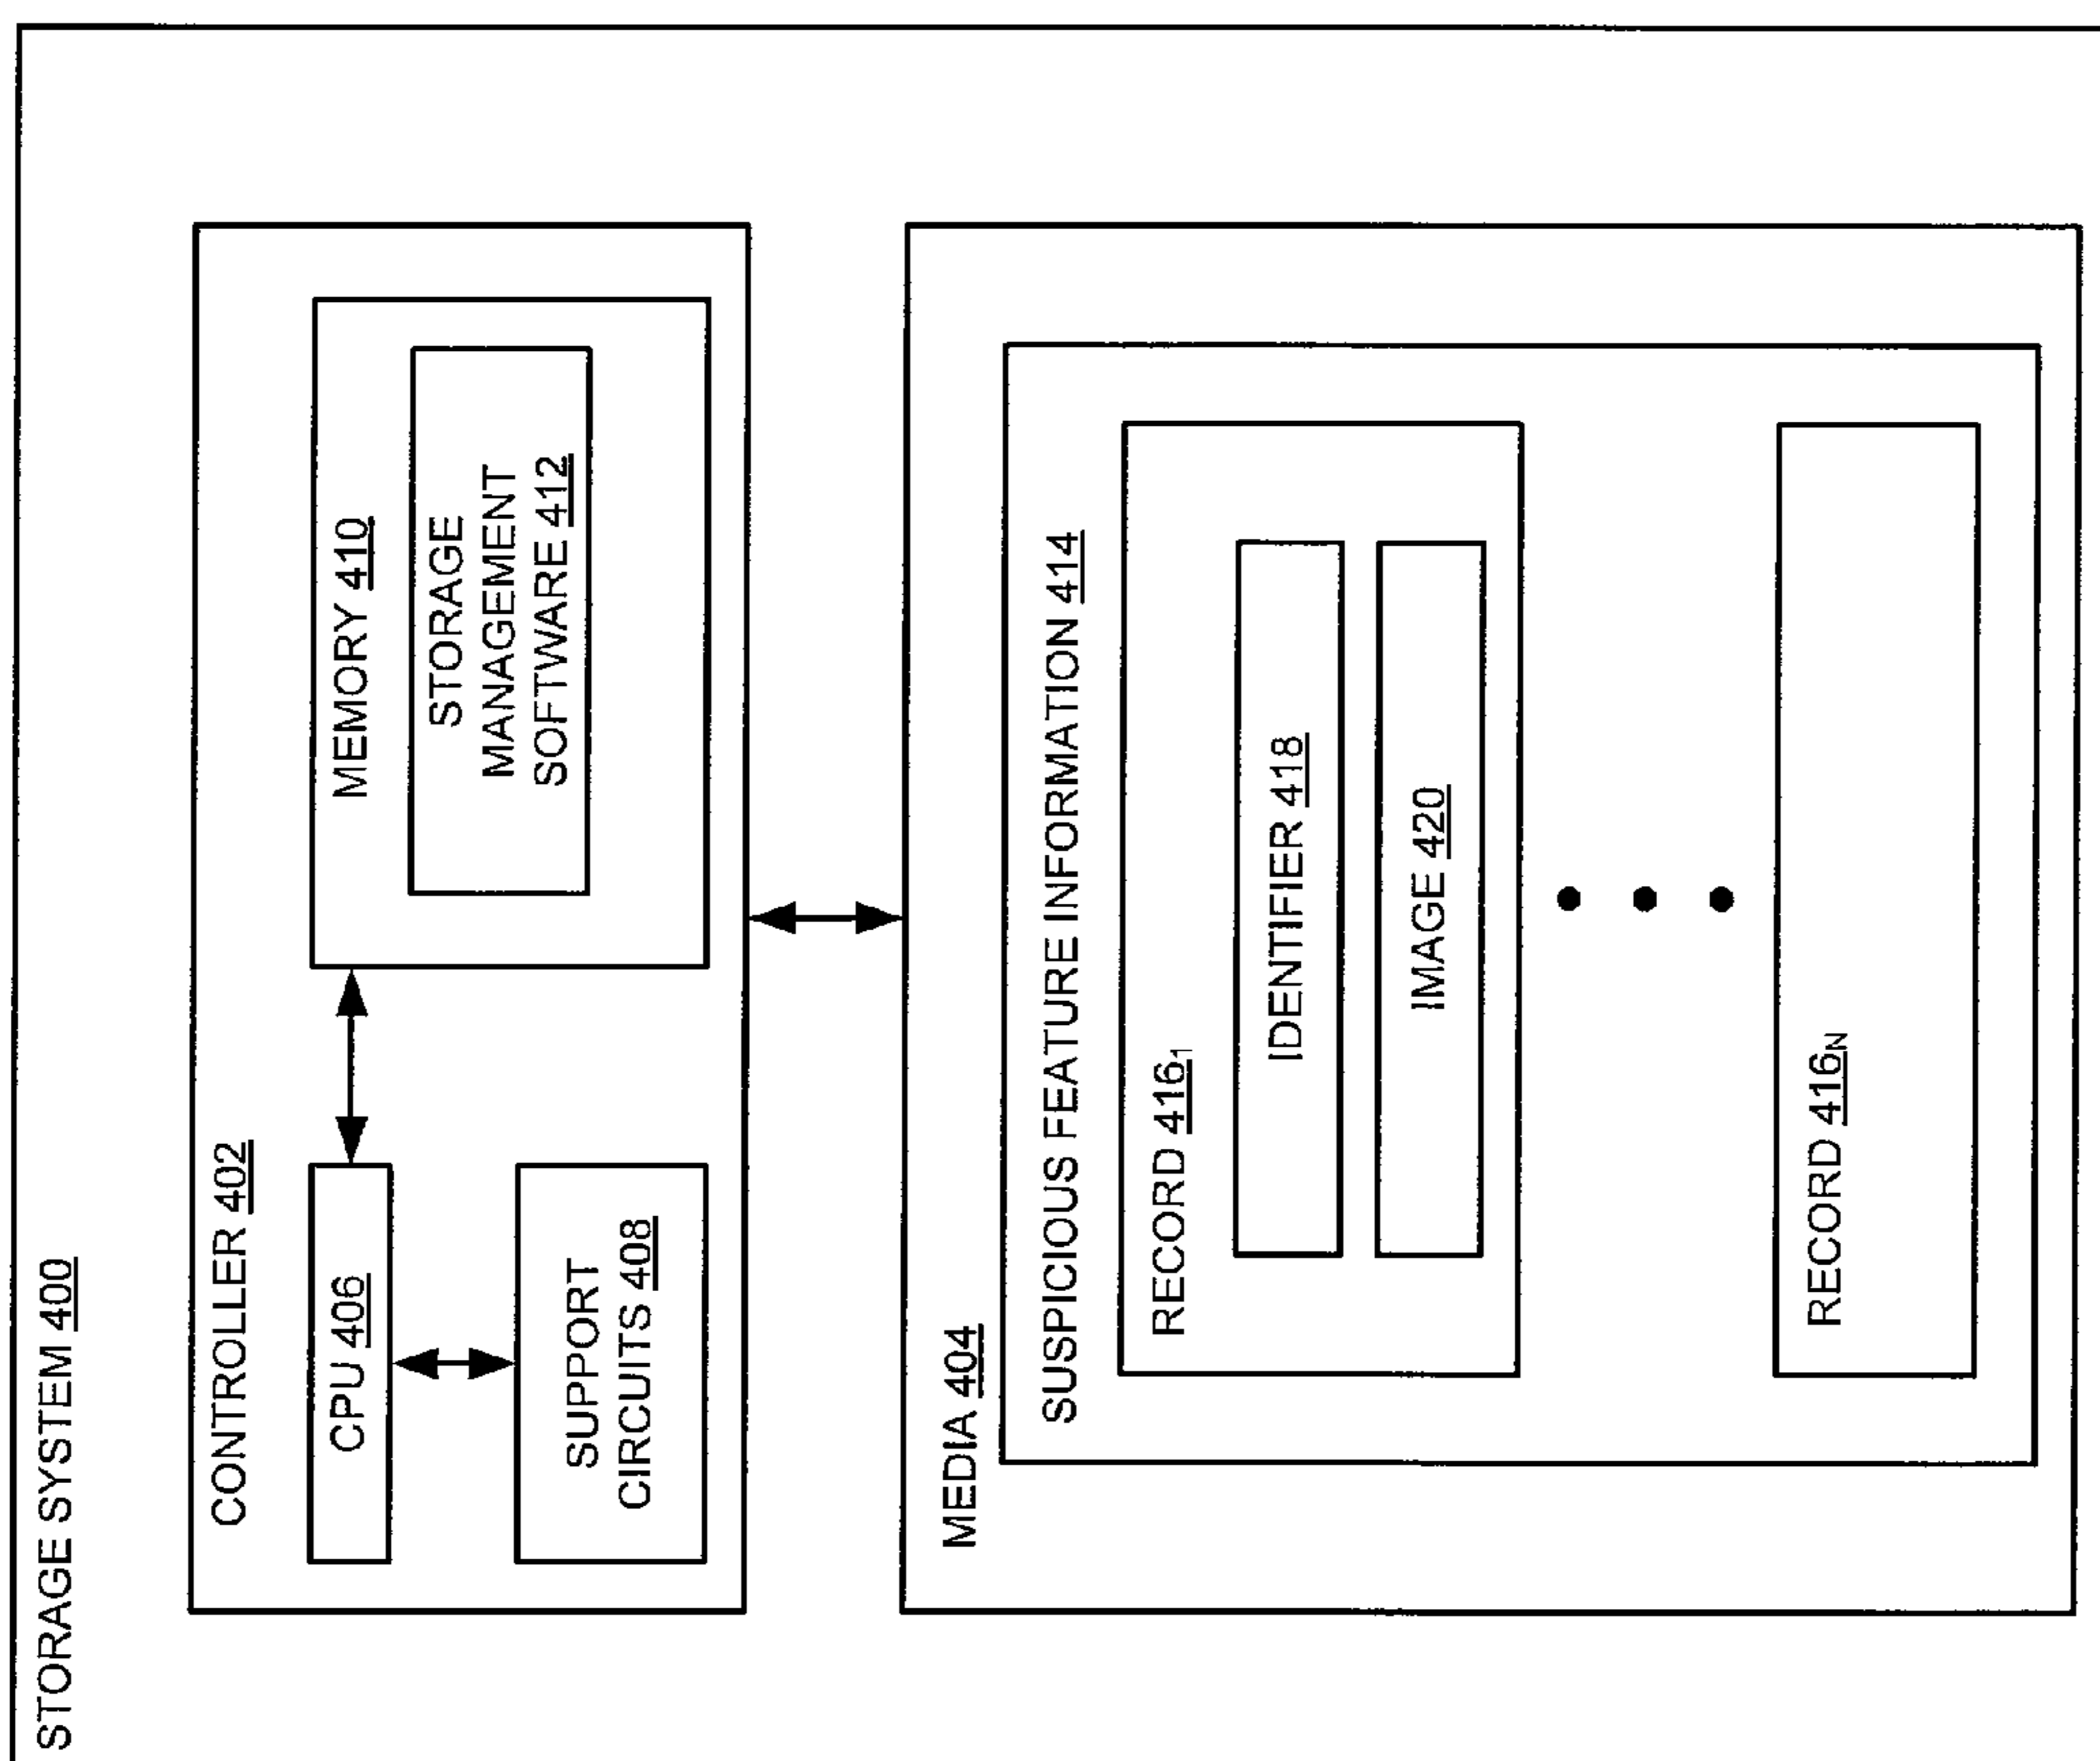 STORAGE SYSTEM 400
CONTROLLER 402
CPU 406
SUPPORT
CIRCUITS 408
MEMORY 410
STORAGE
MANAGEMENT
SOFTWARE 412
MEDIA 404
SUSPICIOUS FEATURE INFORMATION 414
RECORD 416₁
IDENTIFIER 418
IMAGE 420
RECORD 416N